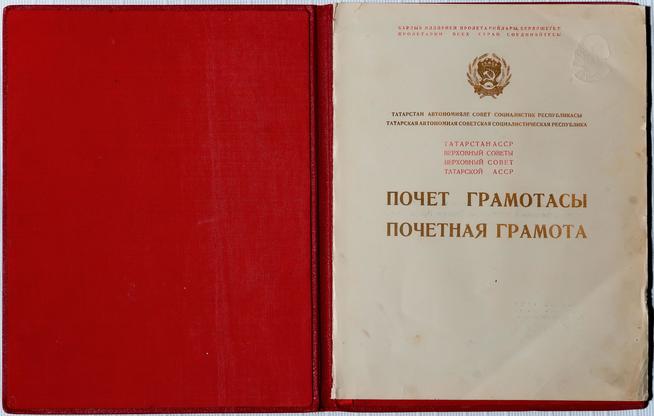 БАРЛЫК ИЛЛӘРНЕҢ ПРОЛЕТАРИЙЛАРЫ, БЕРЛӘШЕГЕЗ!
ПРОЛЕТАРИИ ВСЕХ СТРАН СОЕДИНЯЙТЕСЬ!
ТАТАРСТАН АВТОНОМИЯЛЕ СОВЕТ СОЦИАЛИСТИК РЕСПУБЛИКАСЫ
ТАТАРСКАЯ АВТОНОМНАЯ СОВЕТСКАЯ СОЦИАЛИСТИЧЕСКАЯ РЕСПУБЛИКА
ТАТАРСТАН АССР
ВЕРХОВНЫЙ СОВЕТЫ
ВЕРХОВНЫЙ СОВЕТ
ТАТАРСКОЙ АССР
ПОЧЕТ ГРАМОТАСЫ
ПОЧЕТНАЯ ГРАМОТА